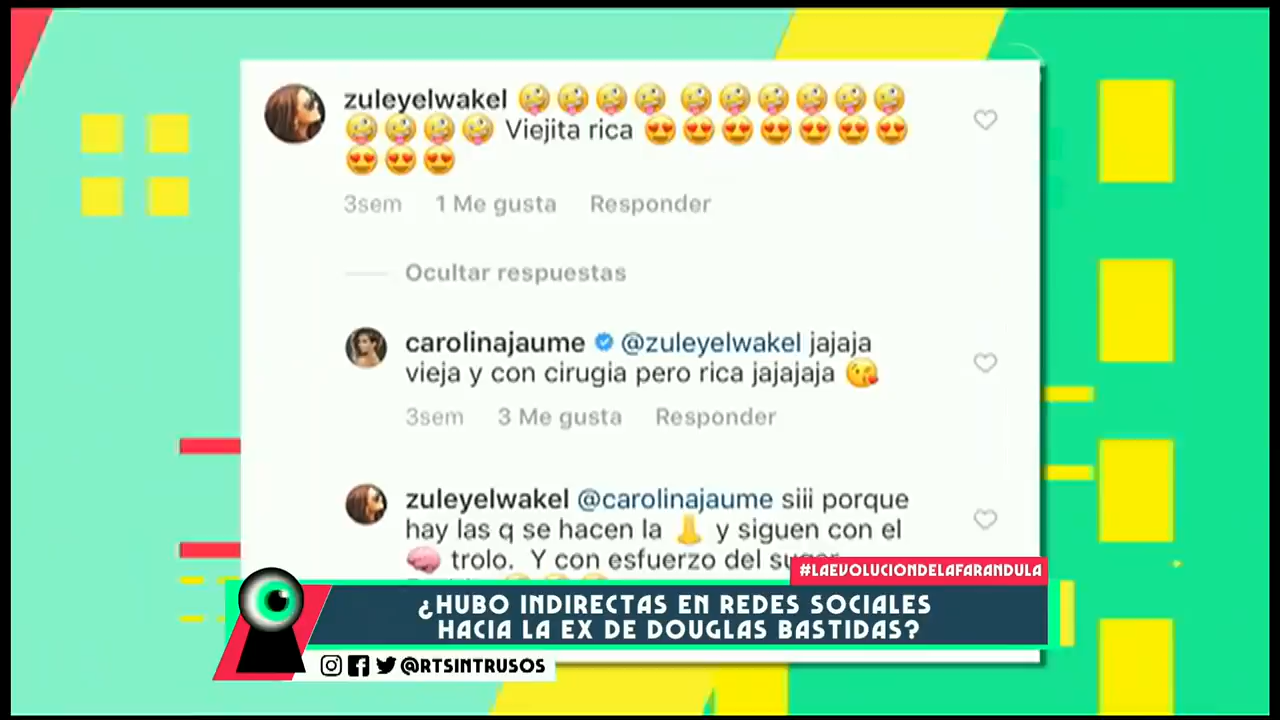 zuleyelwakel 🤪🤪🤪🤪 🤪🤪🤪🤪🤪🤪
🤪🤪🤪🤪 Viejita rica 😍😍😍😍😍😍😍
😍😍😍
3sem 1 Me gusta Responder
Ocultar respuestas
carolinajaume @zuleyelwakel jajaja
vieja y con cirugia pero rica jajajaja 😘
3sem 3 Me gusta Responder
zuleyelwakel @carolinajaume siii porque
hay las q se hacen la 👃 y siguen con el
🧠 trolo. Y con esfuerzo del sugar
#LAEVOLUCIONDELAFARANDULA
¿HUBO INDIRECTAS EN REDES SOCIALES
HACIA LA EX DE DOUGLAS BASTIDAS?
@RTSINTRUSOS